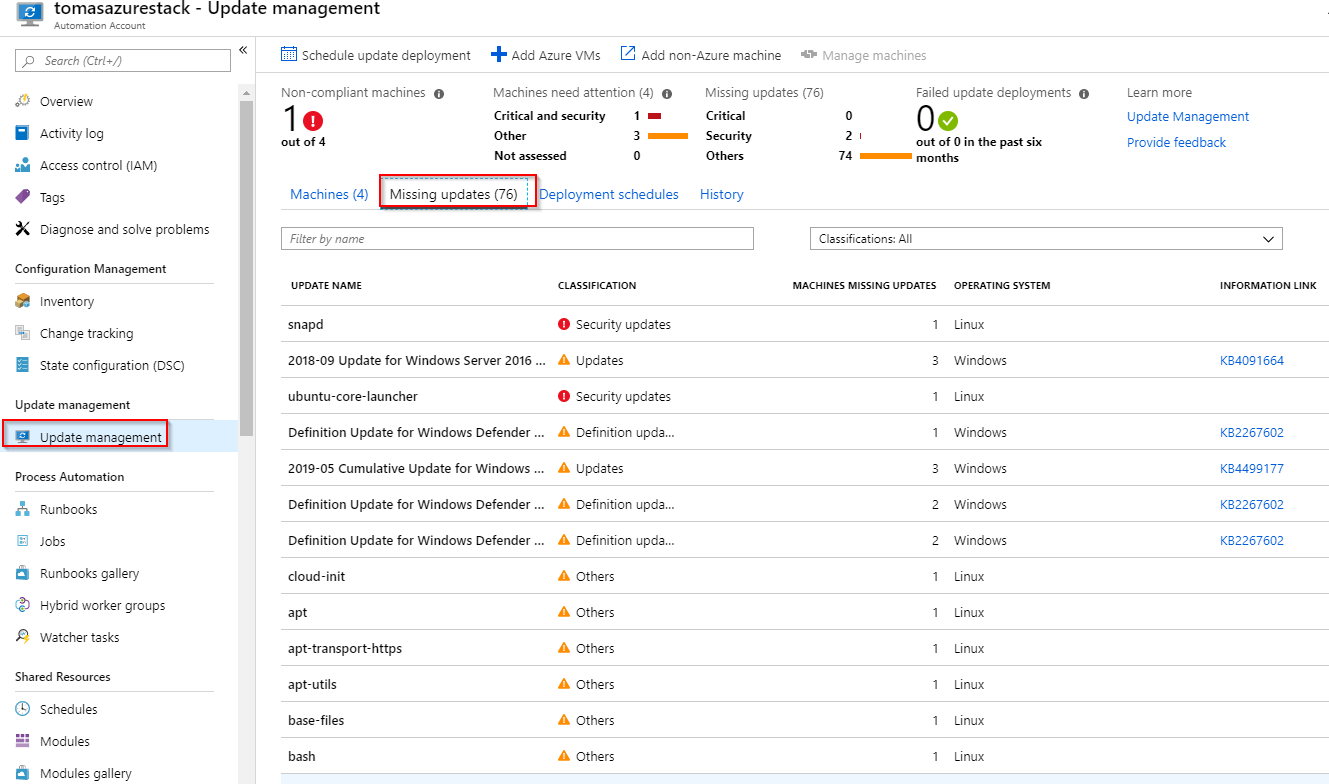 tomasazurestack - Update management
Automation Account
Search (Ctrl+/)
«
Overview
Activity log
Access control (IAM)
Tags
Diagnose and solve problems
Configuration Management
Inventory
Change tracking
State configuration (DSC)
Update management
Update management
Process Automation
Runbooks
Jobs
Runbooks gallery
Hybrid worker groups
Watcher tasks
Shared Resources
Schedules
Modules
Modules gallery
Schedule update deployment Add Azure VMs Add non-Azure machine Manage machines
Non-compliant machines
1
out of 4
Machines need attention (4)
Critical and security 1
Other 3
Not assessed 0
Missing updates (76)
Critical 0
Security 2
Others 74
Failed update deployments
0
out of 0 in the past six
months
Learn more
Update Management
Provide feedback
Machines (4) Missing updates (76) Deployment schedules History
Filter by name Classifications: All
UPDATE NAME CLASSIFICATION MACHINES MISSING UPDATES OPERATING SYSTEM INFORMATION LINK
snapd Security updates 1 Linux
2018-09 Update for Windows Server 2016 ... Updates 3 Windows KB4091664
ubuntu-core-launcher Security updates 1 Linux
Definition Update for Windows Defender ... Definition upda... 1 Windows KB2267602
2019-05 Cumulative Update for Windows ... Updates 3 Windows KB4499177
Definition Update for Windows Defender ... Definition upda... 2 Windows KB2267602
Definition Update for Windows Defender ... Definition upda... 2 Windows KB2267602
cloud-init Others 1 Linux
apt Others 1 Linux
apt-transport-https Others 1 Linux
apt-utils Others 1 Linux
base-files Others 1 Linux
bash Others 1 Linux